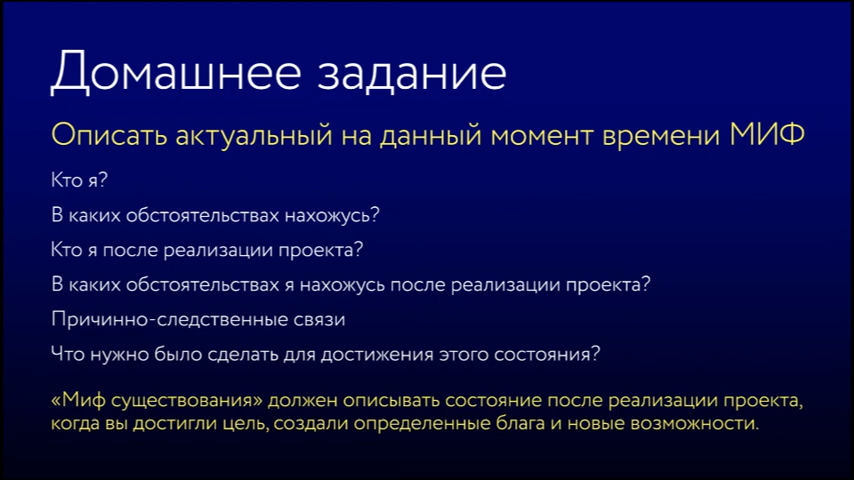 Домашнее задание
Описать актуальный на данный момент времени МИФ
Кто я?
В каких обстоятельствах нахожусь?
Кто я после реализации проекта?
В каких обстоятельствах я нахожусь после реализации проекта?
Причинно-следственные связи
Что нужно было сделать для достижения этого состояния?
«Миф существования» должен описывать состояние после реализации проекта,
когда вы достигли цель, создали определенные блага и новые возможности.